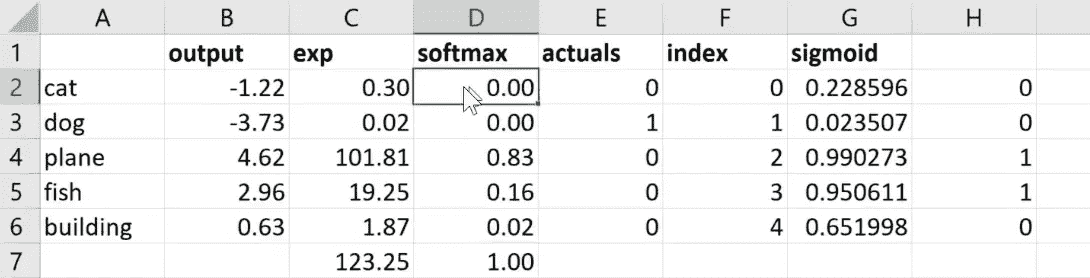 A B C D E F G H
1 output exp softmax actuals index sigmoid
2 cat -1.22 0.30 0.00 0 0 0.228596 0
3 dog -3.73 0.02 0.00 1 1 0.023507 0
4 plane 4.62 101.81 0.83 0 2 0.990273 1
5 fish 2.96 19.25 0.16 0 3 0.950611 1
6 building 0.63 1.87 0.02 0 4 0.651998 0
7 123.25 1.00